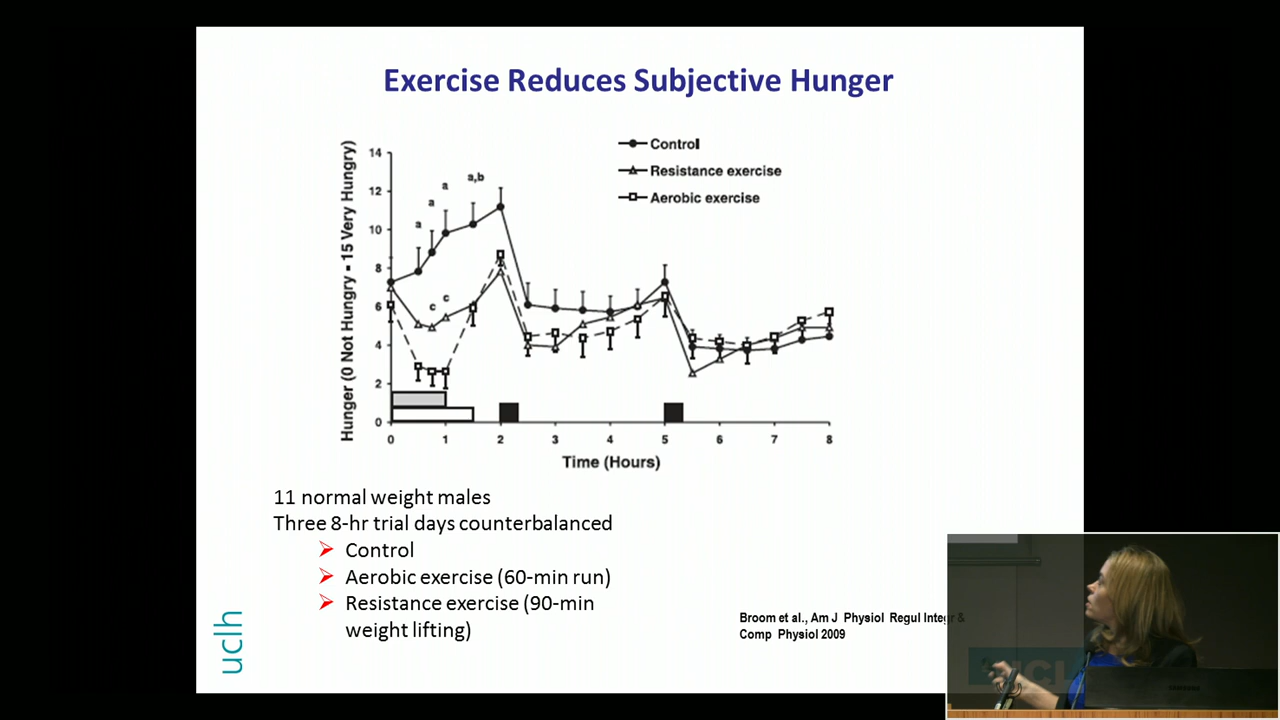 Exercise Reduces Subjective Hunger
Hunger (0 Not Hungry - 15 Very Hungry)
14
12
10
8
6
4
2
0
a
a
a
a,b
c
c
Control
Resistance exercise
Aerobic exercise
0 1 2 3 4 5 6 7 8
Time (Hours)
11 normal weight males
Three 8-hr trial days counterbalanced
Control
Aerobic exercise (60-min run)
Resistance exercise (90-min
weight lifting)
Broom et al., Am J Physiol Regul Integr &
Comp Physiol 2009
uclh
UCL
SAMSUNG